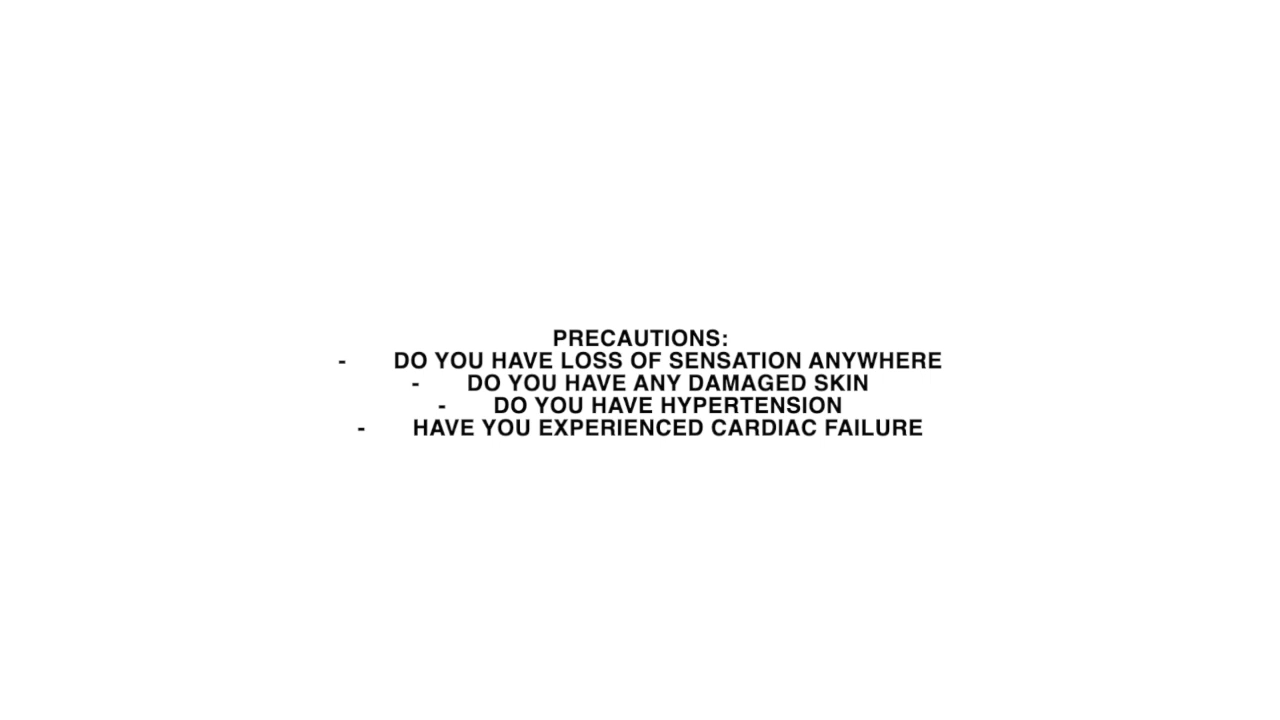 PRECAUTIONS:
- DO YOU HAVE LOSS OF SENSATION ANYWHERE
- DO YOU HAVE ANY DAMAGED SKIN
- DO YOU HAVE HYPERTENSION
- HAVE YOU EXPERIENCED CARDIAC FAILURE